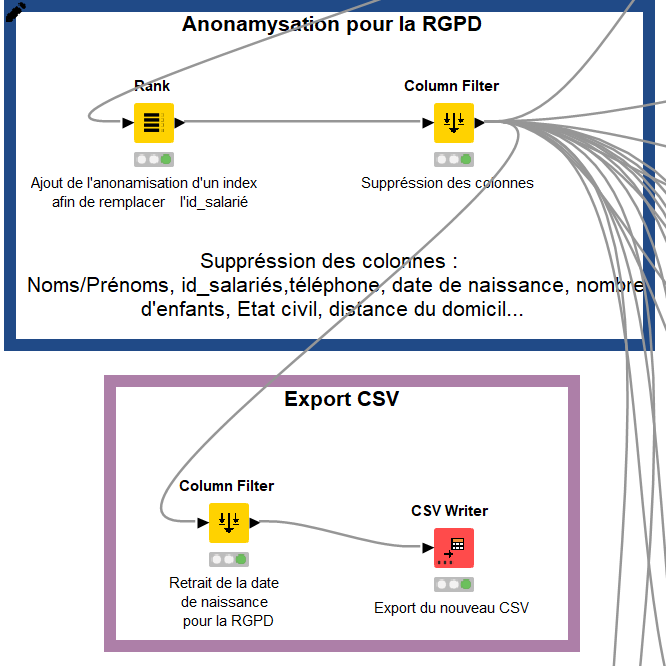 Anonamysation pour la RGPD
Rank
Column Filter
Ajout de l'anonamisation d'un index
afin de remplacer l'id_salarié
Suppréssion des colonnes
Suppréssion des colonnes :
Noms/Prénoms, id_salariés,téléphone, date de naissance, nombre
d'enfants, Etat civil, distance du domicil...
Export CSV
Column Filter
CSV Writer
Retrait de la date
de naissance
pour la RGPD
Export du nouveau CSV